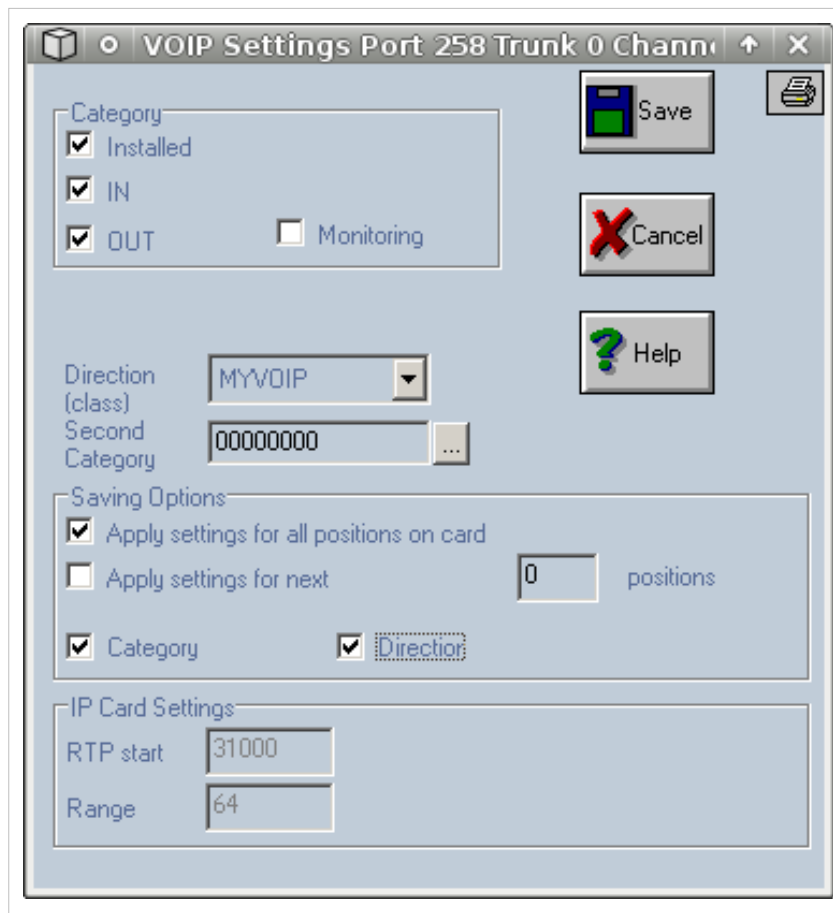 VOIP Settings Port 258 Trunk 0 Channe
Category
Installed
IN
OUT
Monitoring
Save
Cancel
Help
Direction
(class)
MYVOIP
Second
Category
00000000
...
Saving Options
Apply settings for all positions on card
Apply settings for next
0
positions
Category
Direction
IP Card Settings
RTP start
31000
Range
64